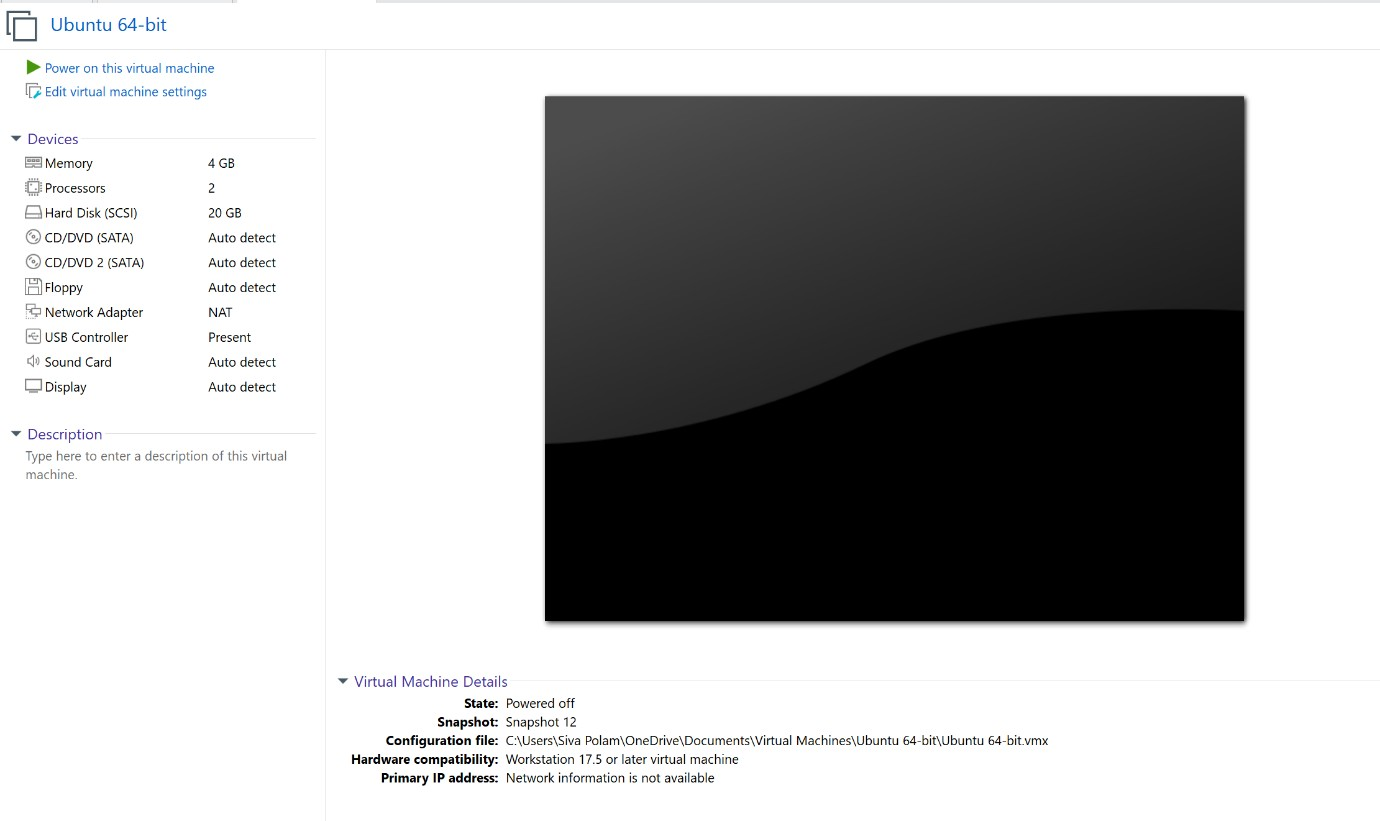 Ubuntu 64-bit
Power on this virtual machine
Edit virtual machine settings
Devices
Memory 4 GB
Processors 2
Hard Disk (SCSI) 20 GB
CD/DVD (SATA) Auto detect
CD/DVD 2 (SATA) Auto detect
Floppy Auto detect
Network Adapter NAT
USB Controller Present
Sound Card Auto detect
Display Auto detect
Description
Type here to enter a description of this virtual
machine.
Virtual Machine Details
State: Powered off
Snapshot: Snapshot 12
Configuration file: C:\Users\Siva Polam\OneDrive\Documents\Virtual Machines\Ubuntu 64-bit\Ubuntu 64-bit.vmx
Hardware compatibility: Workstation 17.5 or later virtual machine
Primary IP address: Network information is not available